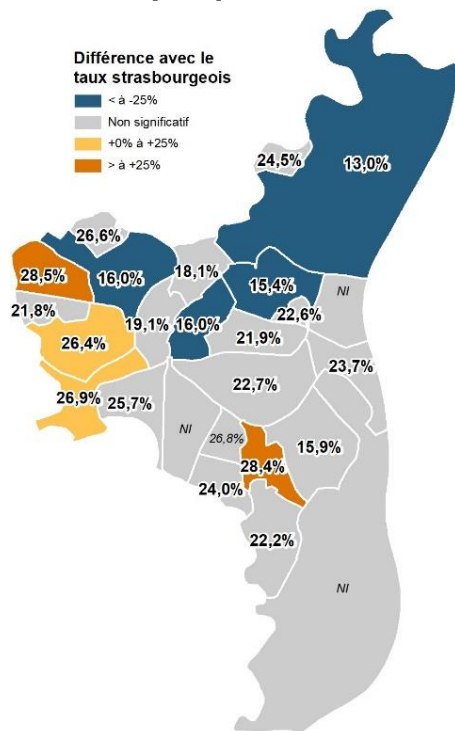 Différence avec le
taux strasbourgeois
< à -25%
Non significatif
+0% à +25%
> à +25%
24,5%
13,0%
26,6%
28,5%
16,0%
18,1%
15,4%
NI
21,8%
19,1%
16,0%
22,6%
26,4%
21,9%
23,7%
22,7%
26,9%
25,7%
NI
26,8%
15,9%
28,4%
24,0%
22,2%
NI